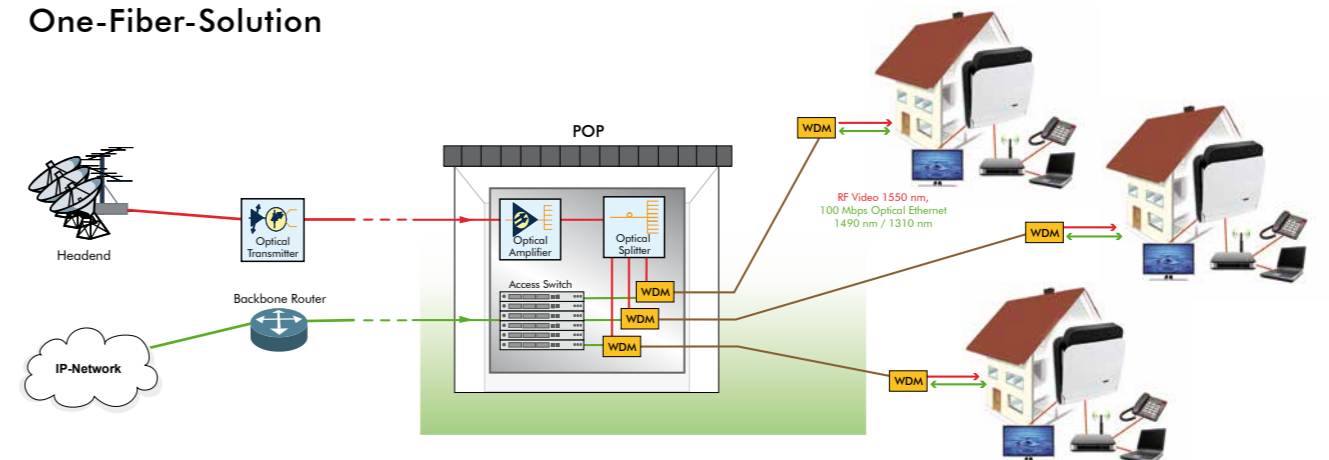 One-Fiber-Solution
Headend
Optical
Transmitter
Backbone Router
IP-Network
POP
Optical
Amplifier
Optical
Splitter
Access Switch
WDM
WDM
WDM
WDM
RF Video 1550 nm,
100 Mbps Optical Ethernet
1490 nm / 1310 nm
WDM
WDM